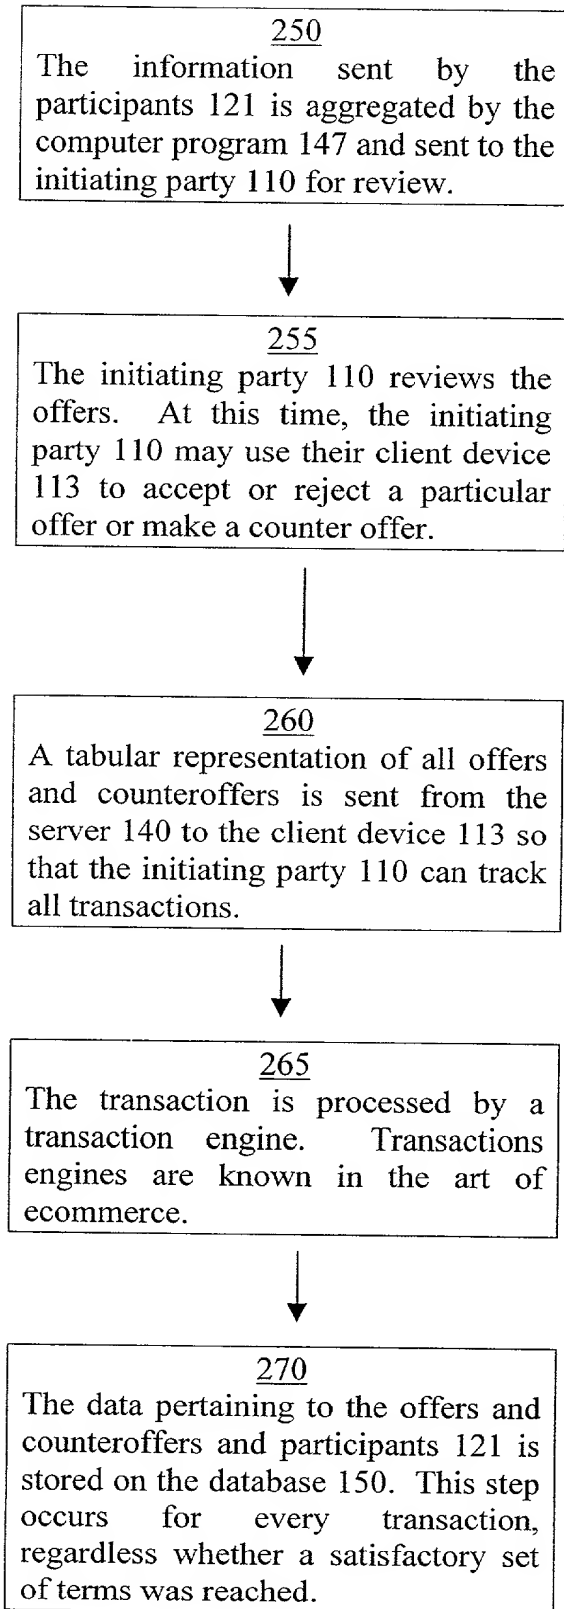 250
The information sent by the
participants 121 is aggregated by the
computer program 147 and sent to the
initiating party 110 for review.
255
The initiating party 110 reviews the
offers. At this time, the initiating
party 110 may use their client device
113 to accept or reject a particular
offer or make a counter offer.
260
A tabular representation of all offers
and counteroffers is sent from the
server 140 to the client device 113 so
that the initiating party 110 can track
all transactions.
265
The transaction is processed by a
transaction engine. Transactions
engines are known in the art of
ecommerce.
270
The data pertaining to the offers and
counteroffers and participants 121 is
stored on the database 150. This step
occurs for every transaction,
regardless whether a satisfactory set
of terms was reached.